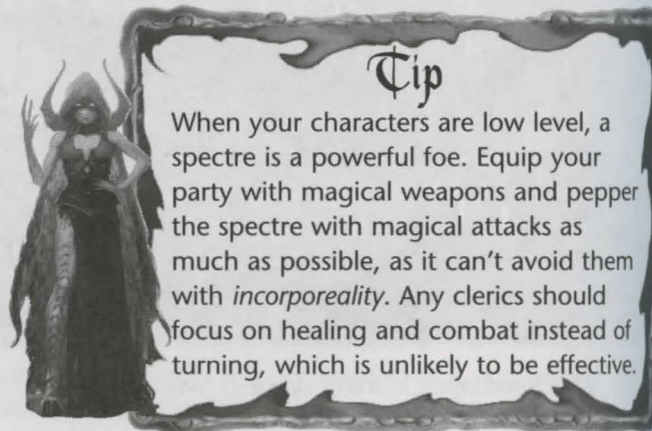 Tip
When your characters are low level, a
spectre is a powerful foe. Equip your
party with magical weapons and pepper
the spectre with magical attacks as
much as possible, as it can't avoid them
with incorporeality. Any clerics should
focus on healing and combat instead of
turning, which is unlikely to be effective.